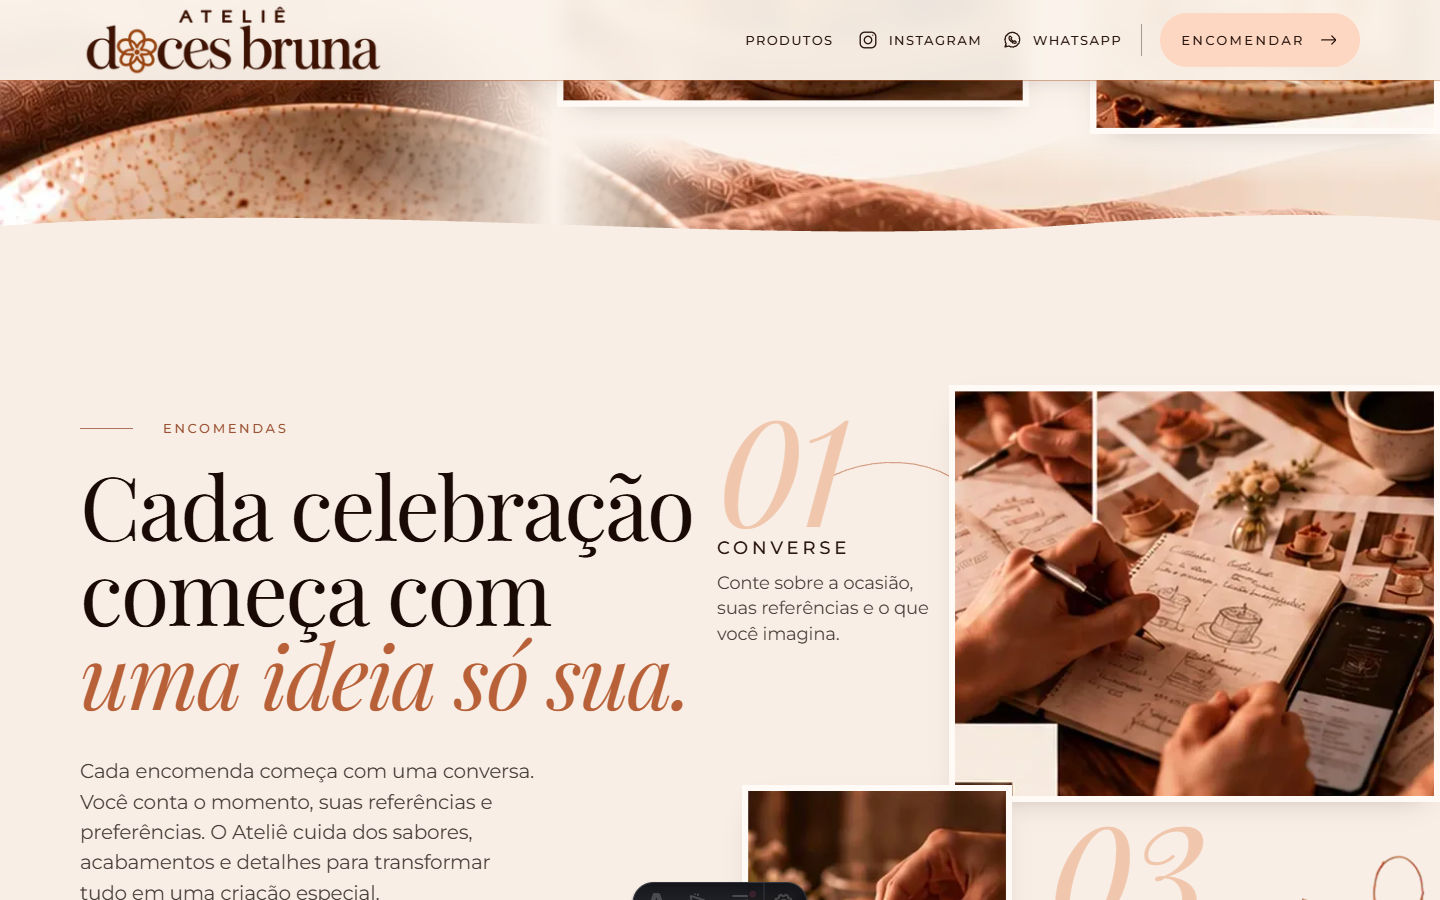 ATELIÊ
doces bruna
PRODUTOS
INSTAGRAM
WHATSAPP
ENCOMENDAR
ENCOMENDAS
Cada celebração
começa com
uma ideia só sua.
Cada encomenda começa com uma conversa.
Você conta o momento, suas referências e
preferências. O Ateliê cuida dos sabores,
acabamentos e detalhes para transformar
tudo em uma criação especial.
01
CONVERSE
Conte sobre a ocasião,
suas referências e o que
você imagina.
03